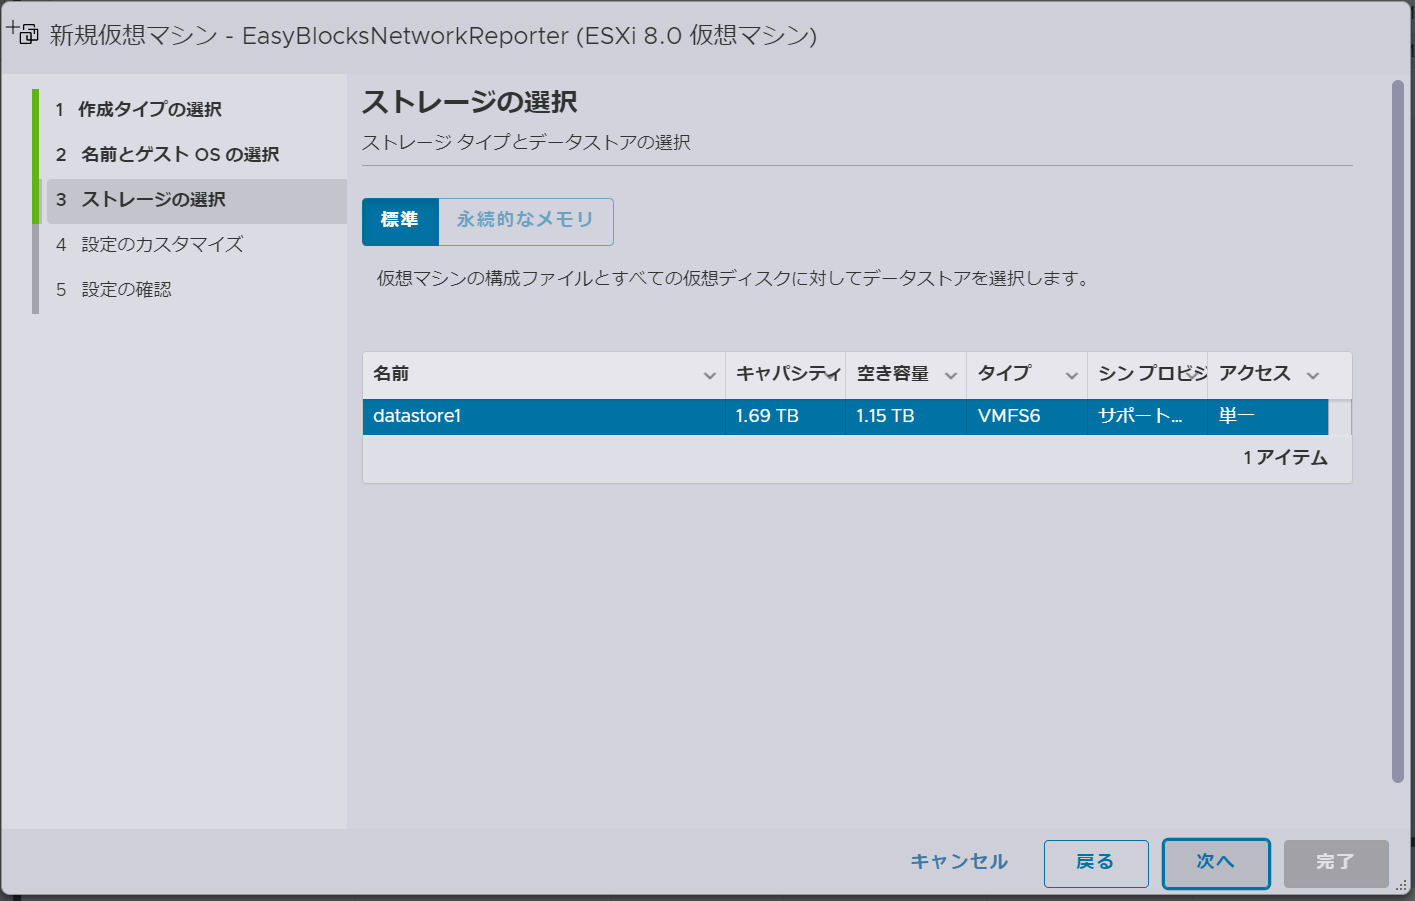 新規仮想マシン - EasyBlocksNetworkReporter (ESXi 8.0 仮想マシン)
1 作成タイプの選択
2 名前とゲスト OS の選択
3 ストレージの選択
4 設定のカスタマイズ
5 設定の確認
ストレージの選択
ストレージ タイプとデータストアの選択
標準 永続的なメモリ
仮想マシンの構成ファイルとすべての仮想ディスクに対してデータストアを選択します。
名前 キャパシティ 空き容量 タイプ シン プロビジ アクセス
datastore1 1.69 TB 1.15 TB VMFS6 サポート... 単一
1 アイテム
キャンセル 戻る 次へ 完了